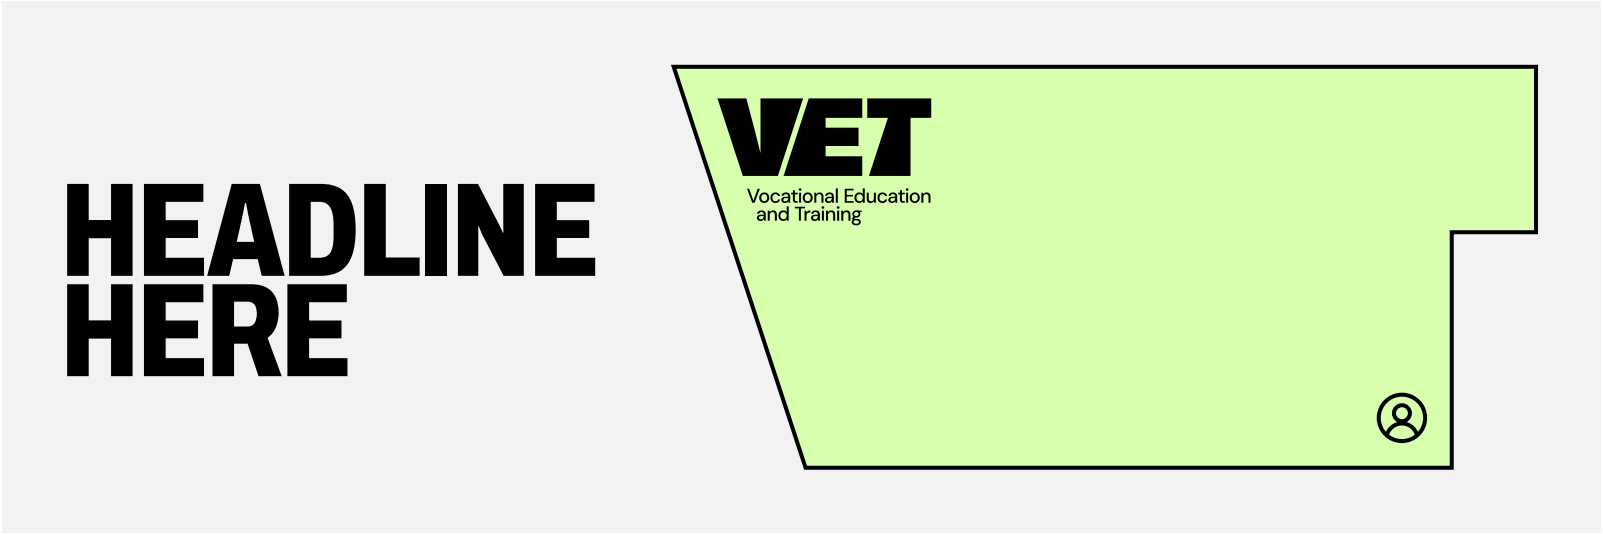 HEADLINE
HERE
VET
Vocational Education
and Training